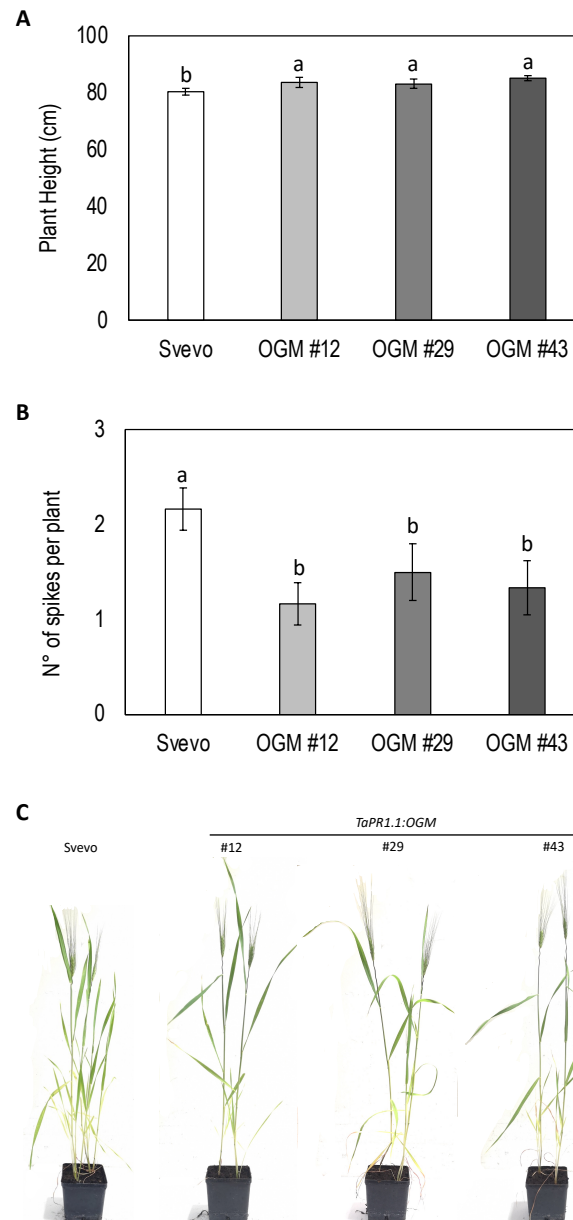 A
Plant Height (cm)
100
80
60
40
20
0
b
a
a
a
Svevo OGM #12 OGM #29 OGM #43
B
N° of spikes per plant
3
2
1
0
a
b
b
b
Svevo OGM #12 OGM #29 OGM #43
C
TaPR1.1:OGM
Svevo #12 #29 #43